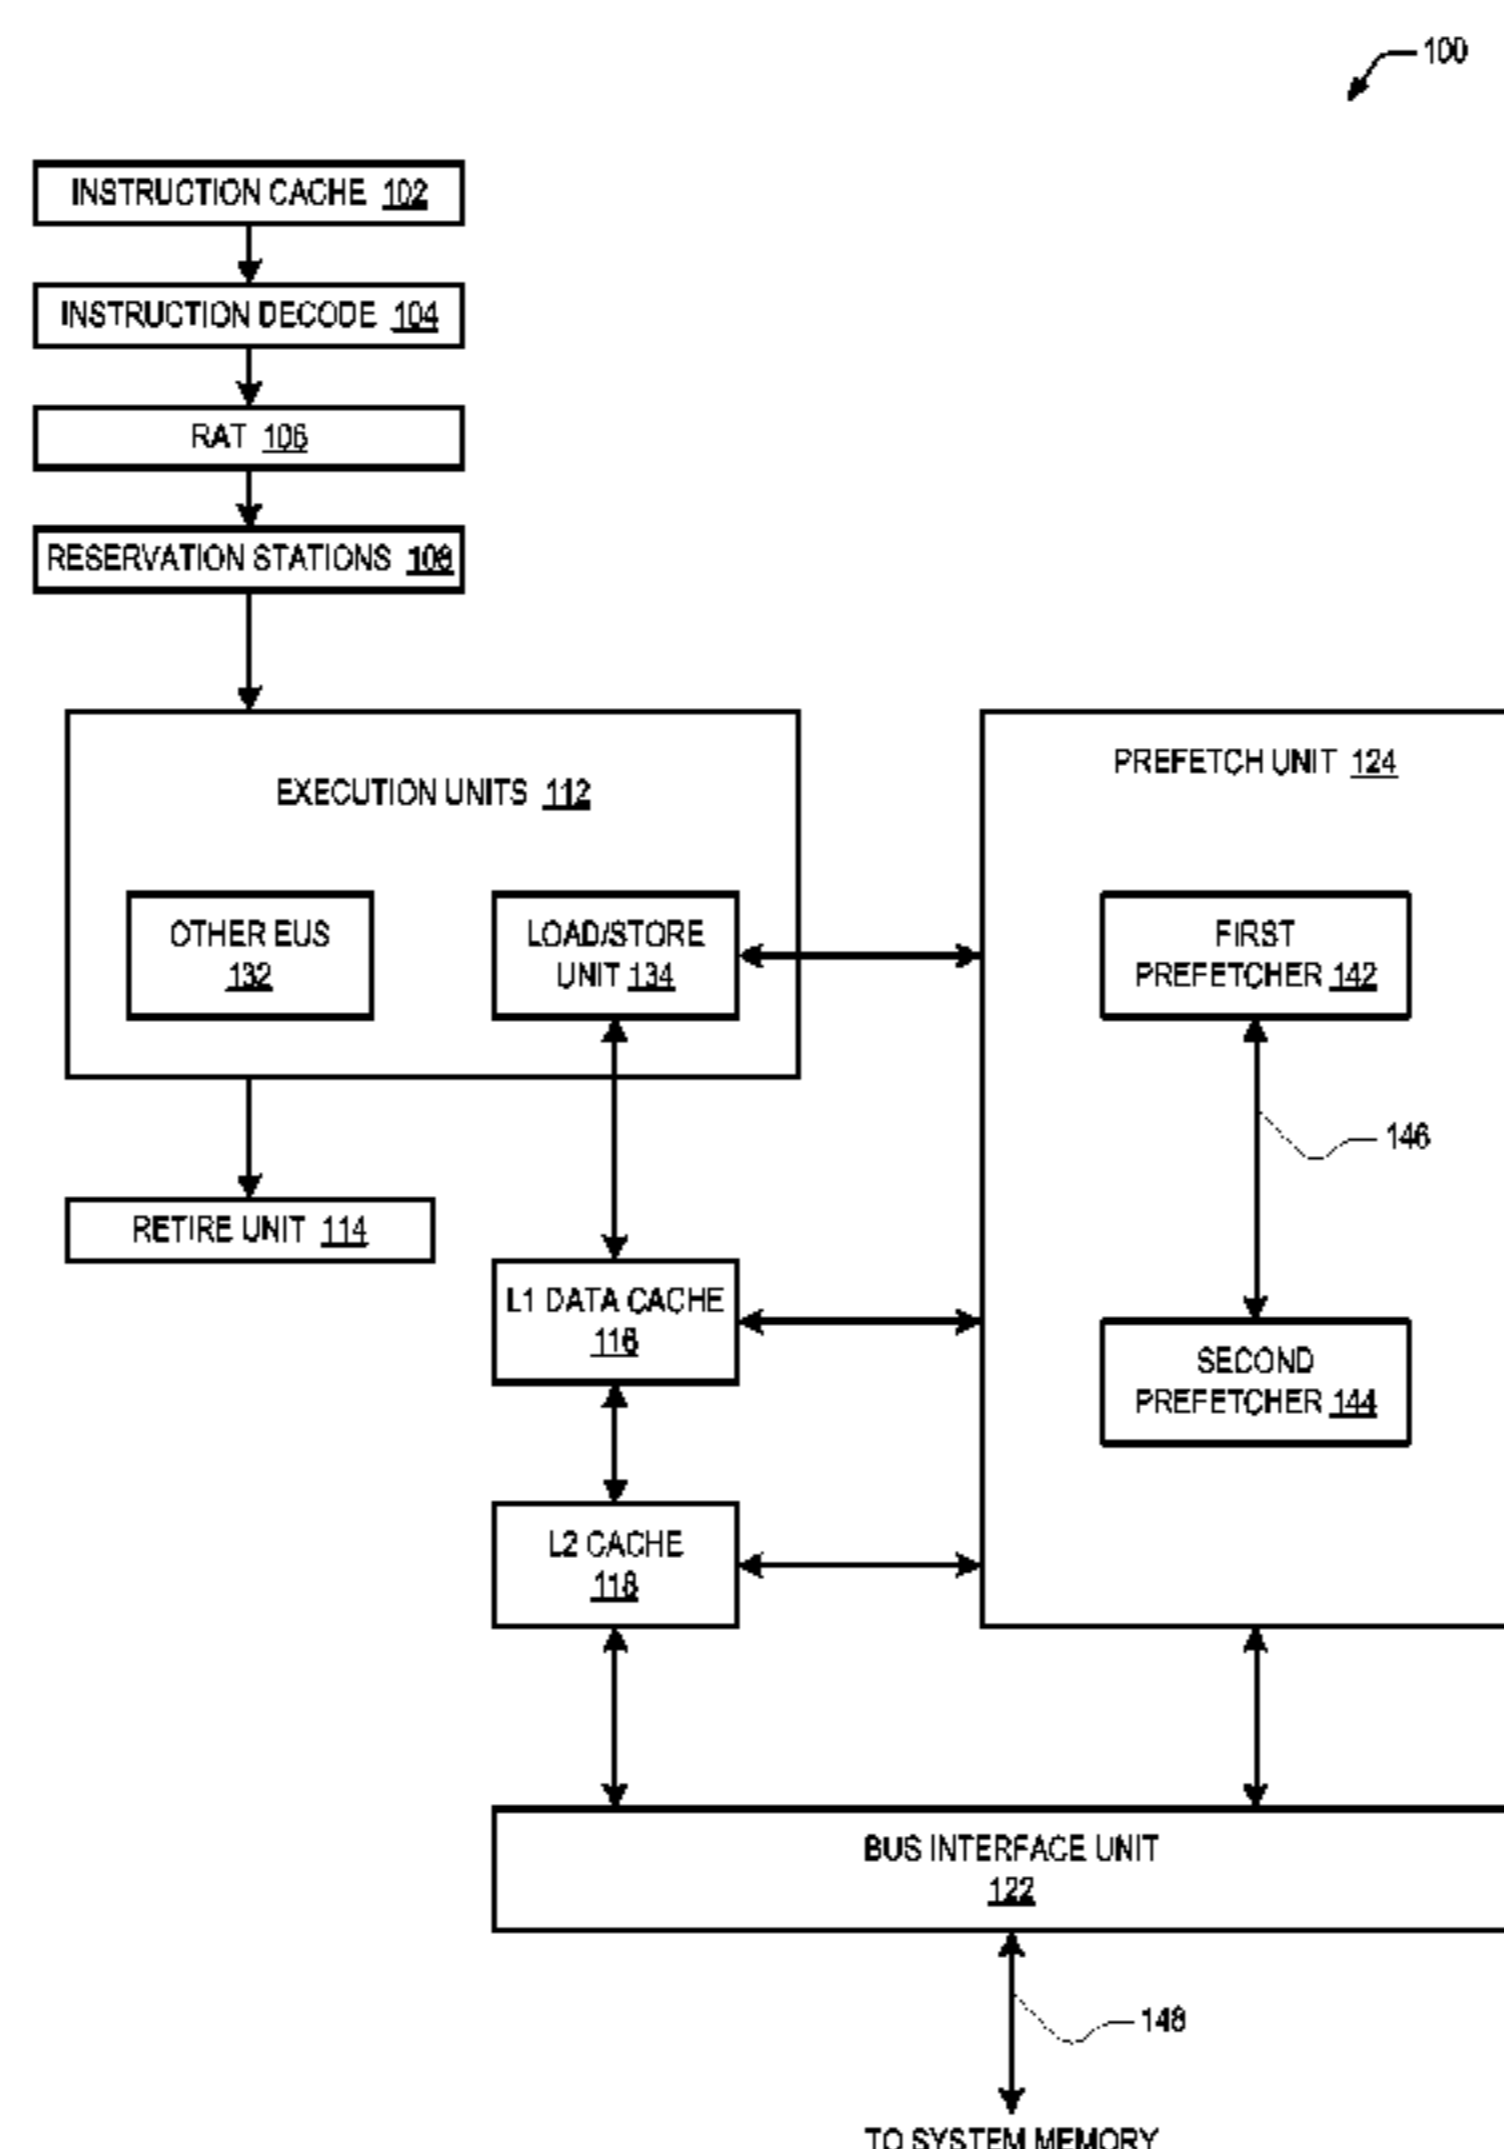 100
INSTRUCTION CACHE 102
INSTRUCTION DECODE 104
RAT 106
RESERVATION STATIONS 108
EXECUTION UNITS 112
PREFETCH UNIT 124
OTHER EUS
132
LOAD/STORE
UNIT 134
FIRST
PREFETCHER 142
146
RETIRE UNIT 114
L1 DATA CACHE
116
SECOND
PREFETCHER 144
L2 CACHE
118
BUS INTERFACE UNIT
122
148
TO SYSTEM MEMORY